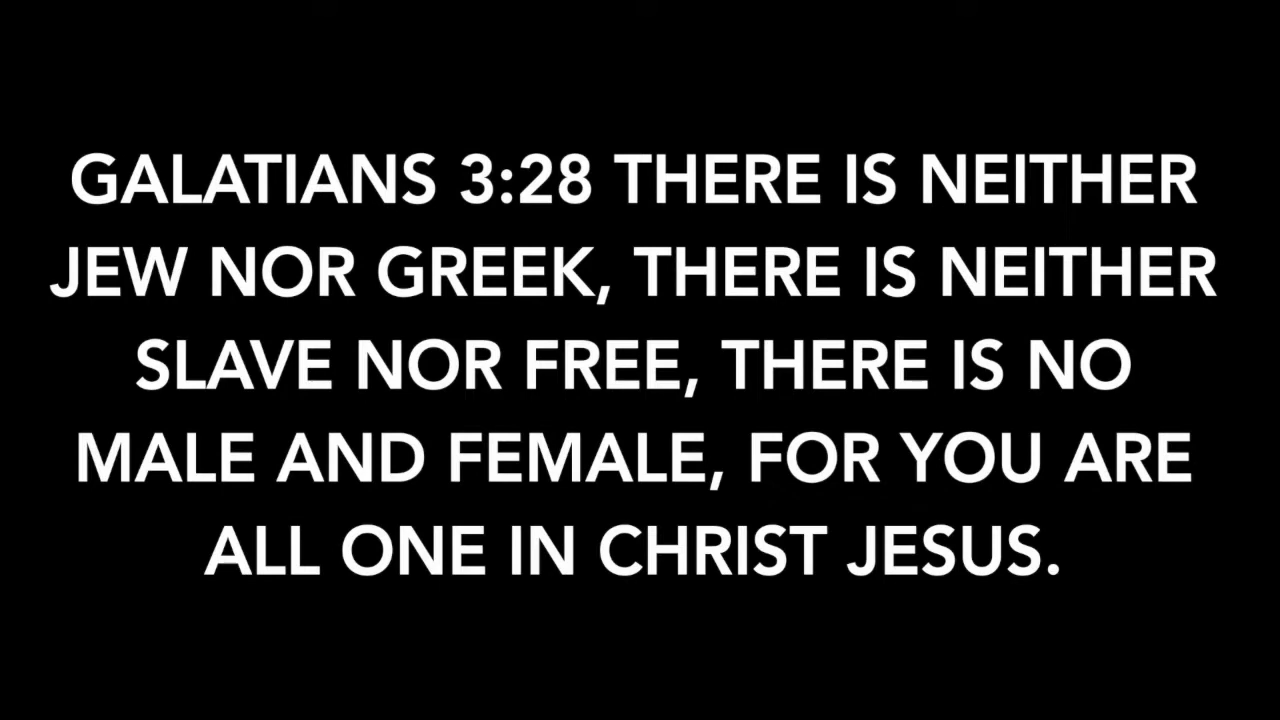 GALATIANS 3:28 THERE IS NEITHER
JEW NOR GREEK, THERE IS NEITHER
SLAVE NOR FREE, THERE IS NO
MALE AND FEMALE, FOR YOU ARE
ALL ONE IN CHRIST JESUS.